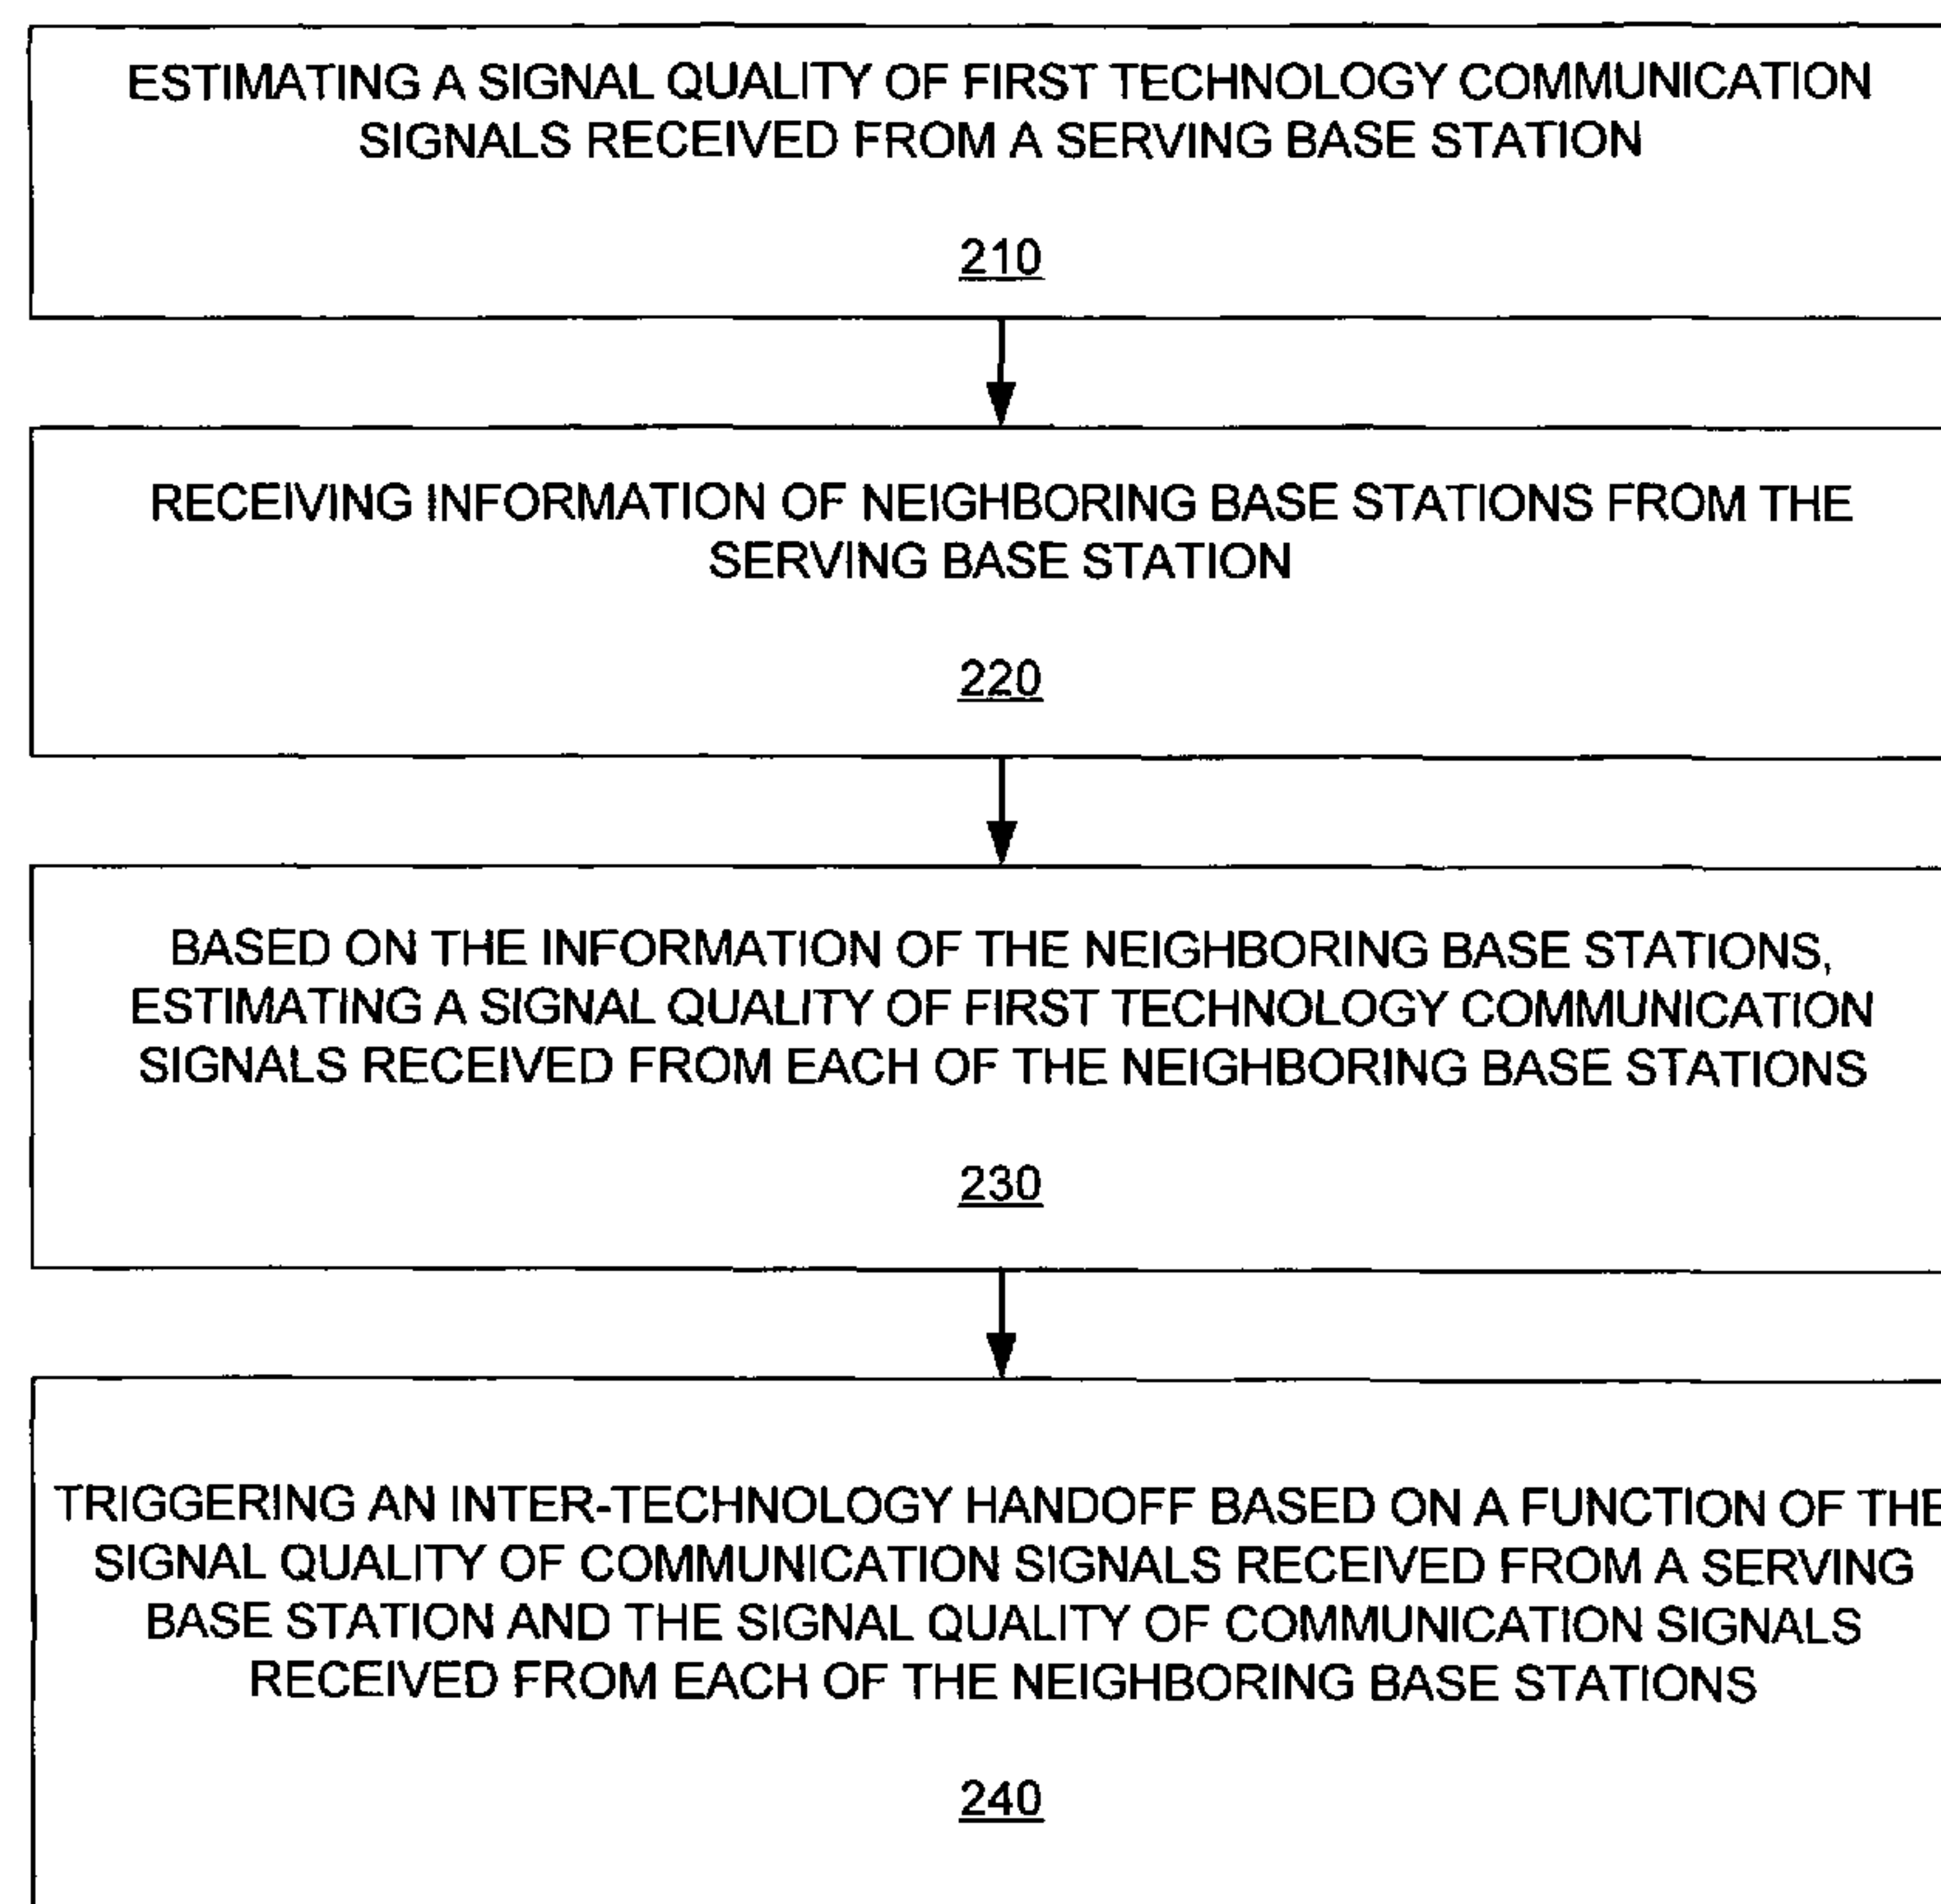 ESTIMATING A SIGNAL QUALITY OF FIRST TECHNOLOGY COMMUNICATION
SIGNALS RECEIVED FROM A SERVING BASE STATION
210
RECEIVING INFORMATION OF NEIGHBORING BASE STATIONS FROM THE
SERVING BASE STATION
220
BASED ON THE INFORMATION OF THE NEIGHBORING BASE STATIONS,
ESTIMATING A SIGNAL QUALITY OF FIRST TECHNOLOGY COMMUNICATION
SIGNALS RECEIVED FROM EACH OF THE NEIGHBORING BASE STATIONS
230
TRIGGERING AN INTER-TECHNOLOGY HANDOFF BASED ON A FUNCTION OF THE
SIGNAL QUALITY OF COMMUNICATION SIGNALS RECEIVED FROM A SERVING
BASE STATION AND THE SIGNAL QUALITY OF COMMUNICATION SIGNALS
RECEIVED FROM EACH OF THE NEIGHBORING BASE STATIONS
240